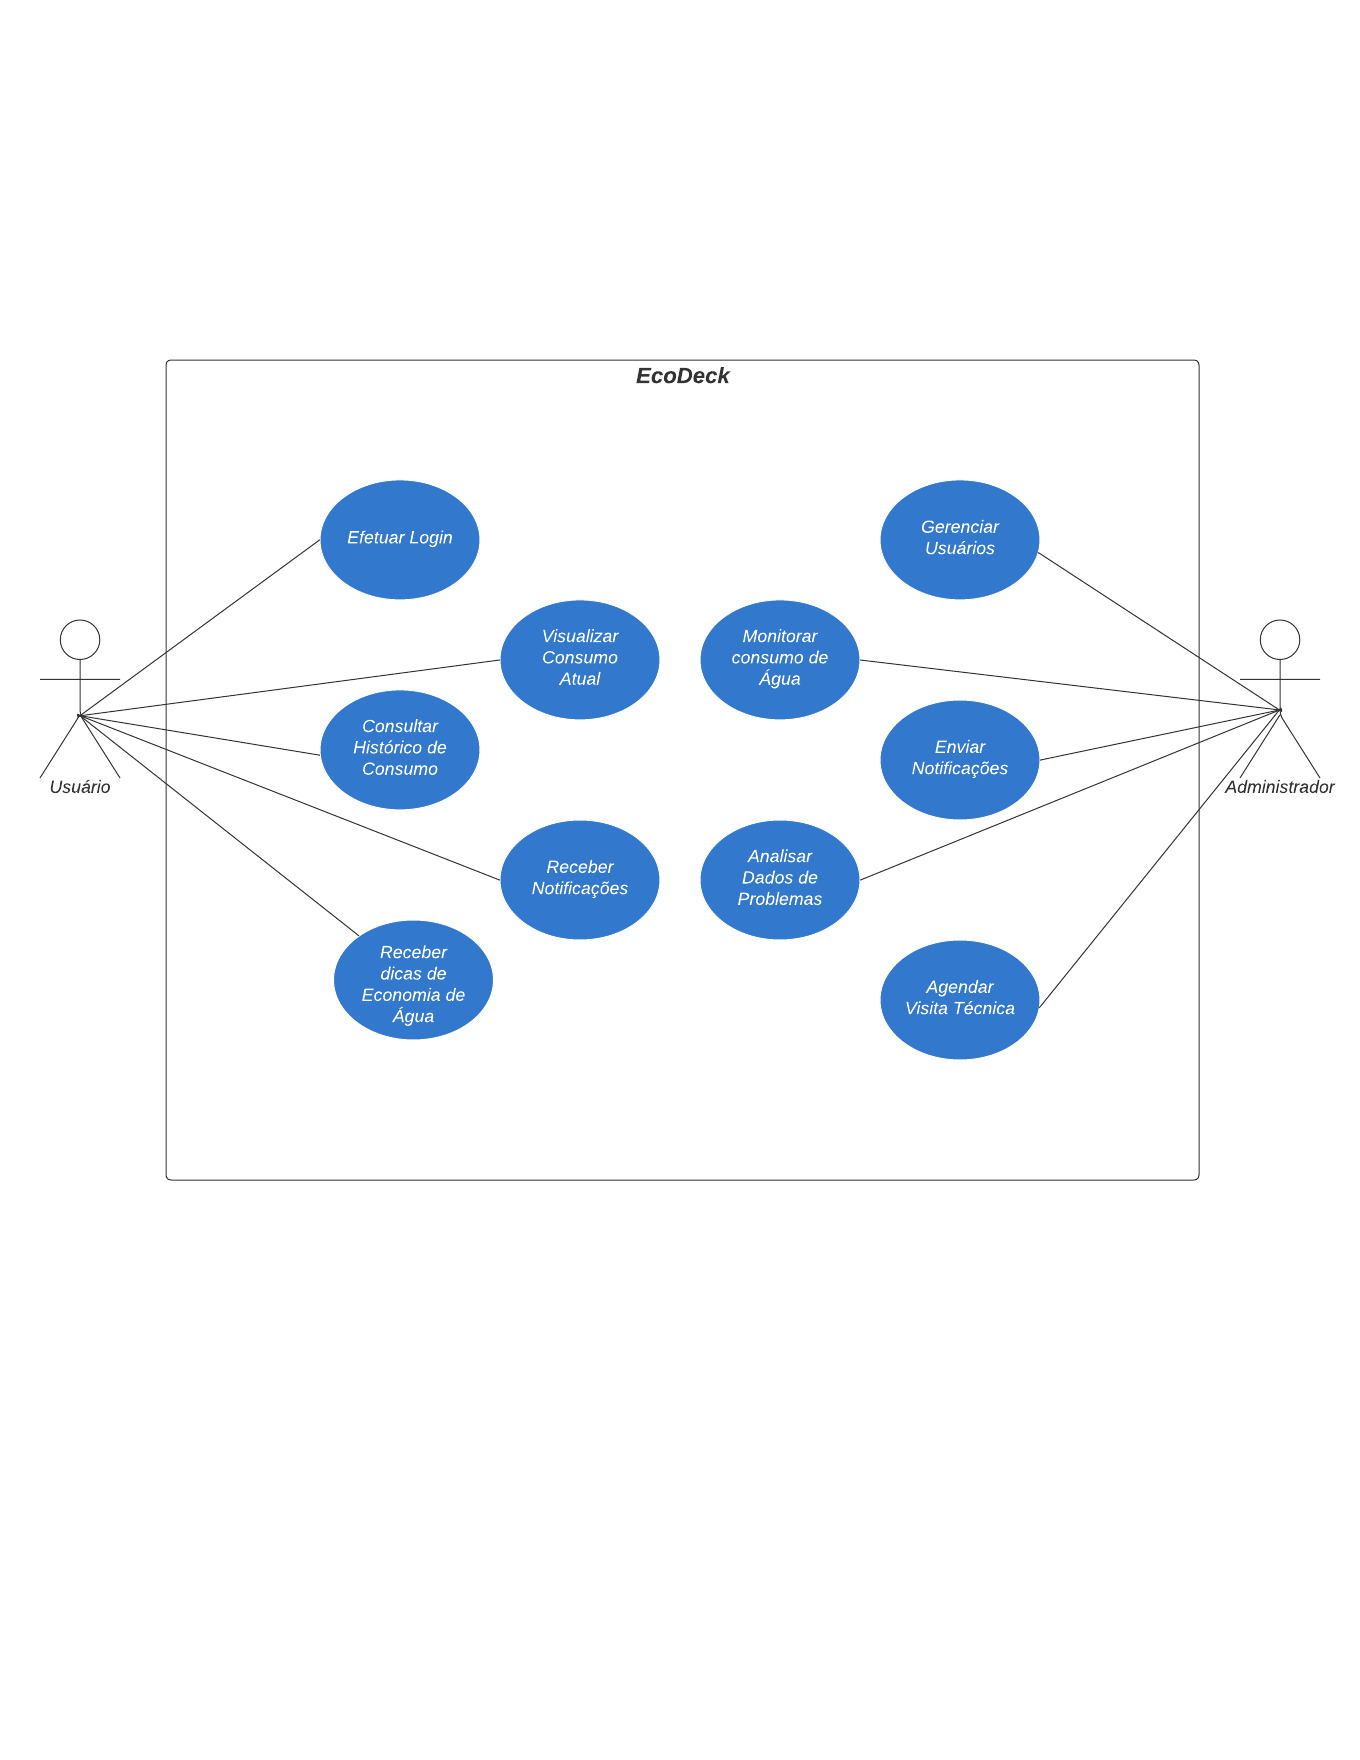 EcoDeck
Efetuar Login
Gerenciar
Usuários
Visualizar
Consumo
Atual
Monitorar
consumo de
Água
Consultar
Histórico de
Consumo
Enviar
Notificações
Usuário
Administrador
Receber
Notificações
Analisar
Dados de
Problemas
Receber
dicas de
Economia de
Água
Agendar
Visita Técnica